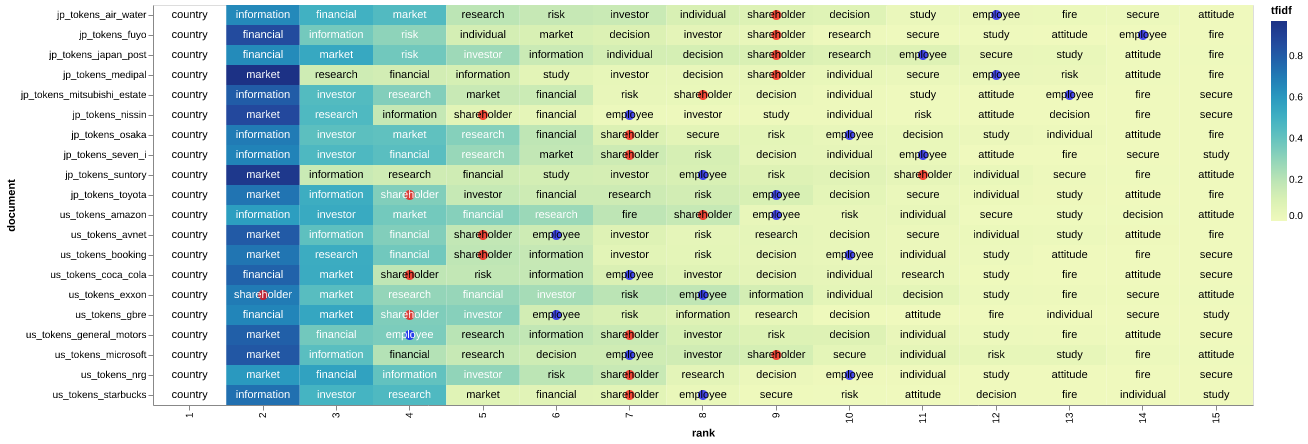 tfidf
jp_tokens_air_water country information financial market research risk investor individual shareholder decision study employee fire secure attitude
jp_tokens_fuyo country financial information risk individual market decision investor shareholder research secure study attitude employee fire
jp_tokens_japan_post country financial market risk investor information individual decision shareholder research employee secure study attitude fire
jp_tokens_medipal country market research financial information study investor decision shareholder individual secure employee risk attitude fire
jp_tokens_mitsubishi_estate country information investor research market financial risk shareholder decision individual study attitude employee secure fire
jp_tokens_nissin country market research information shareholder financial employee investor study individual risk attitude decision secure fire
jp_tokens_osaka country information investor market research financial shareholder secure risk employee decision study individual attitude fire
jp_tokens_seven_i country information investor financial research market shareholder risk decision individual employee attitude fire secure study
jp_tokens_suntory country market information research financial study investor employee risk decision shareholder individual secure fire attitude
jp_tokens_toyota country market information shareholder investor financial research risk employee decision secure individual study attitude fire
us_tokens_amazon country information investor market financial research fire shareholder employee risk individual secure study decision attitude
us_tokens_avnet country market information financial shareholder employee investor risk research decision secure individual study fire attitude
us_tokens_booking country market research financial shareholder information investor risk decision employee individual study attitude fire secure
us_tokens_coca_cola country financial market shareholder risk information employee investor decision individual research study fire attitude secure
us_tokens_exxon country shareholder market research financial investor risk employee information individual decision study fire secure attitude
us_tokens_gbre country financial market shareholder investor employee risk information research decision attitude fire individual study secure
us_tokens_general_motors country market financial employee research information shareholder investor risk decision individual study fire attitude secure
us_tokens_microsoft country market information financial research decision employee investor shareholder secure individual risk study fire attitude
us_tokens_nrg country market financial information investor risk shareholder research decision employee individual study attitude fire secure
us_tokens_starbucks country information investor research market financial shareholder employee secure risk attitude decision fire individual study
document
1 2 3 4 5 6 7 8 9 10 11 12 13 14 15
rank
0.8
0.6
0.4
0.2
0.0